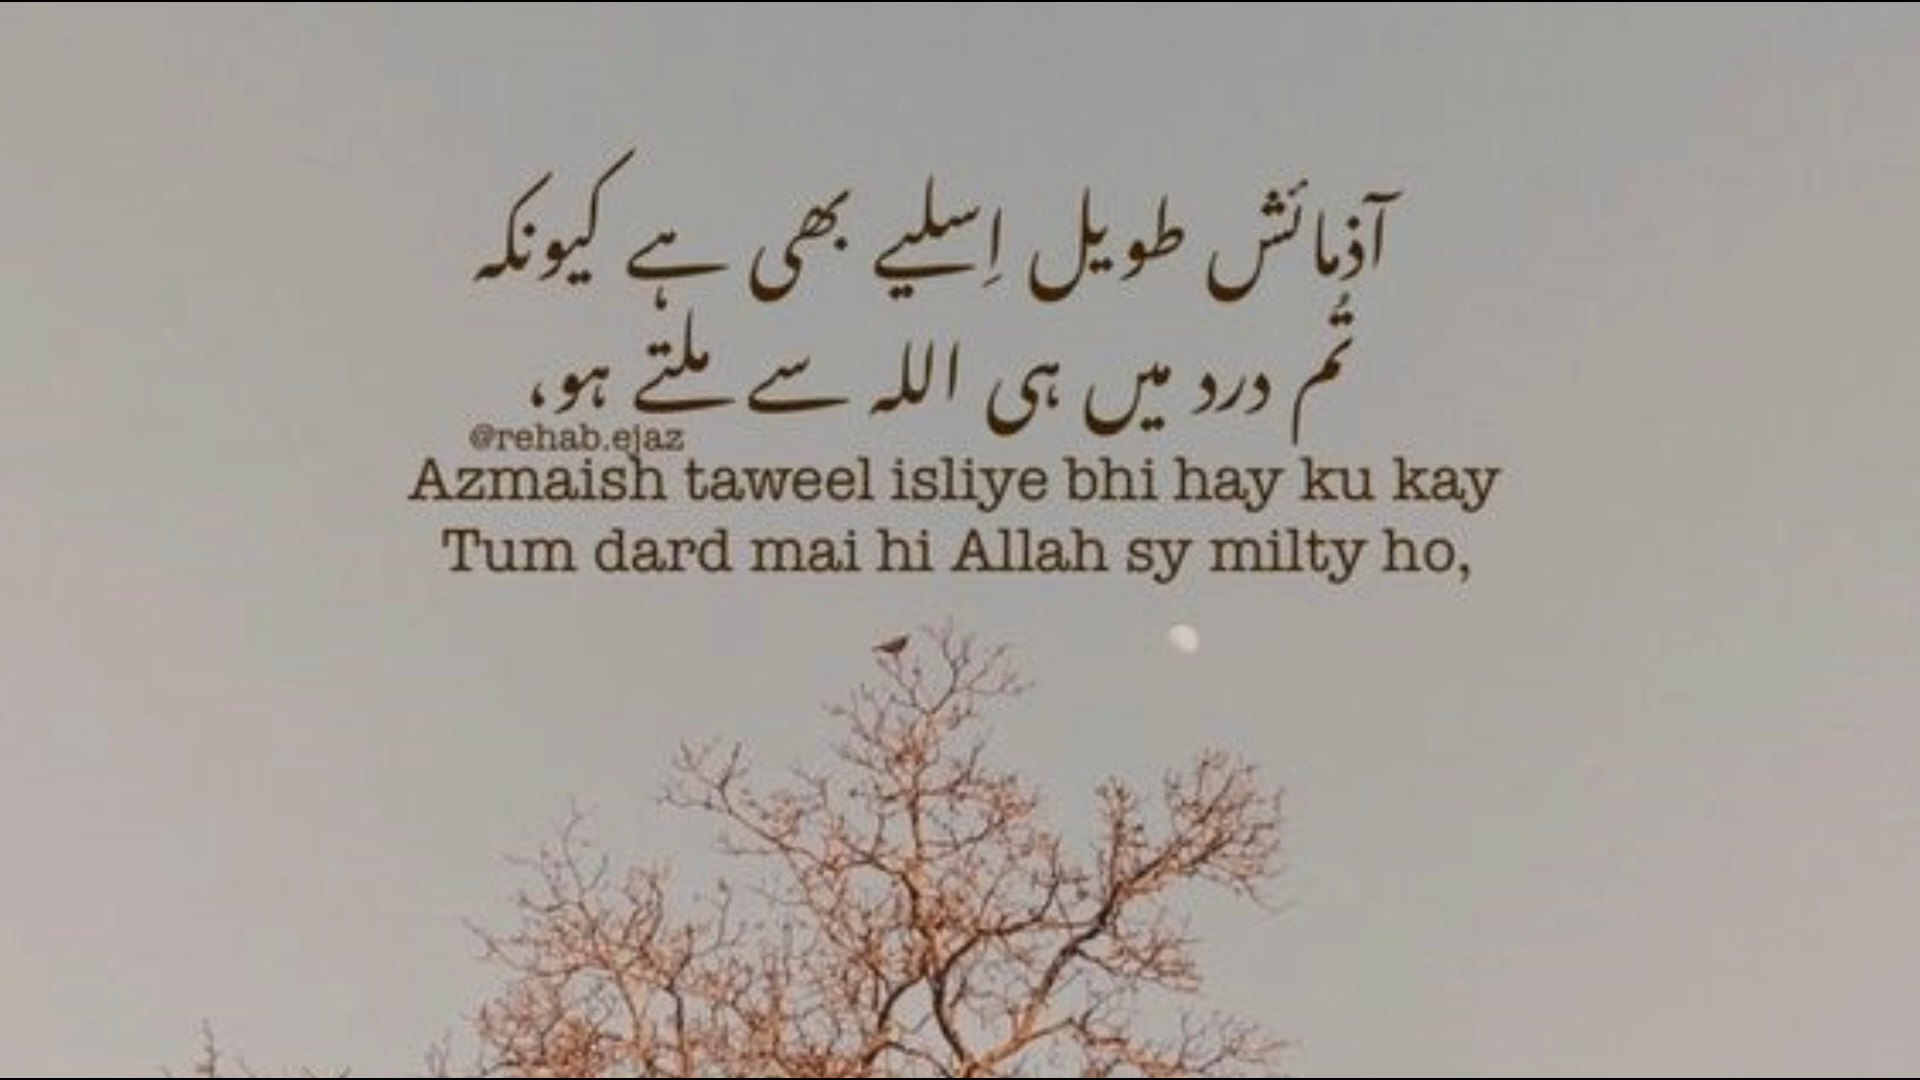 آذمائش طویل اِسلیے بھی ہے کیونکہ
تُم درد میں ہی اللہ سے ملتے ہو،
@rehab.ejaz
Azmaish taweel isliye bhi hay ku kay
Tum dard mai hi Allah sy milty ho,